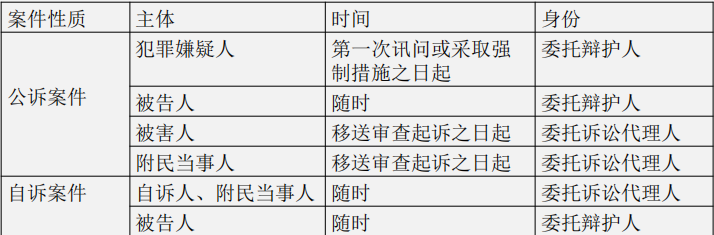 案件性质 主体 时间 身份
公诉案件 犯罪嫌疑人 第一次讯问或采取强 委托辩护人
制措施之日起
被告人 随时 委托辩护人
被害人 移送审查起诉之日起 委托诉讼代理人
附民当事人 移送审查起诉之日起 委托诉讼代理人
自诉案件 自诉人、附民当事人 随时 委托诉讼代理人
被告人 随时 委托辩护人